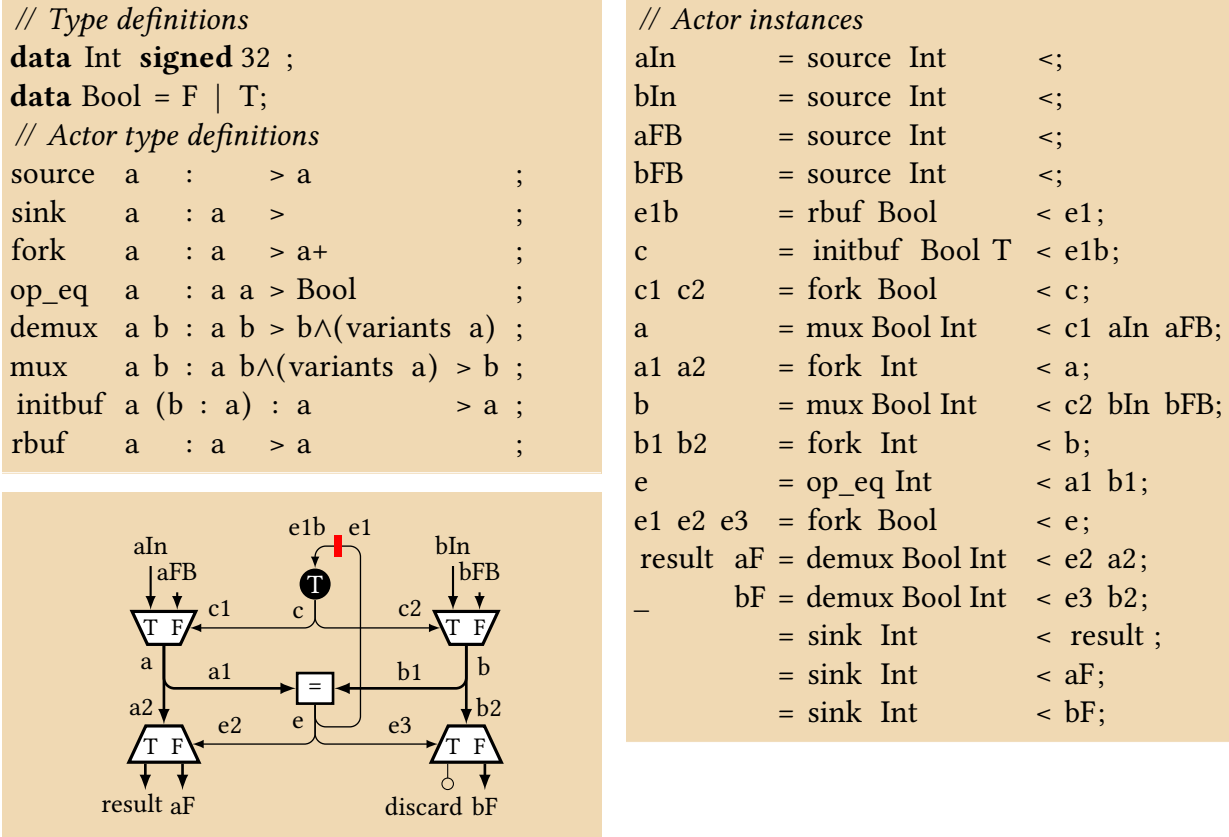 // Type definitions
data Int signed 32 ;
data Bool = F | T;
// Actor type definitions
source a : > a ;
sink a : a > ;
fork a : a > a+ ;
op_eq a : a a > Bool ;
demux a b : a b > b∧(variants a) ;
mux a b : a b∧(variants a) > b ;
initbuf a (b : a) : a > a ;
rbuf a : a > a ;
e1b e1
aIn bIn
aFB bFB
T
c1 c c2
T F T F
a a1 b1 b
=
a2 b2
e2 e e3
T F T F
result aF discard bF
// Actor instances
aIn = source Int <;
bIn = source Int <;
aFB = source Int <;
bFB = source Int <;
e1b = rbuf Bool < e1;
c = initbuf Bool T < e1b;
c1 c2 = fork Bool < c;
a = mux Bool Int < c1 aIn aFB;
a1 a2 = fork Int < a;
b = mux Bool Int < c2 bIn bFB;
b1 b2 = fork Int < b;
e = op_eq Int < a1 b1;
e1 e2 e3 = fork Bool < e;
result aF = demux Bool Int < e2 a2;
_ bF = demux Bool Int < e3 b2;
= sink Int < result ;
= sink Int < aF;
= sink Int < bF;